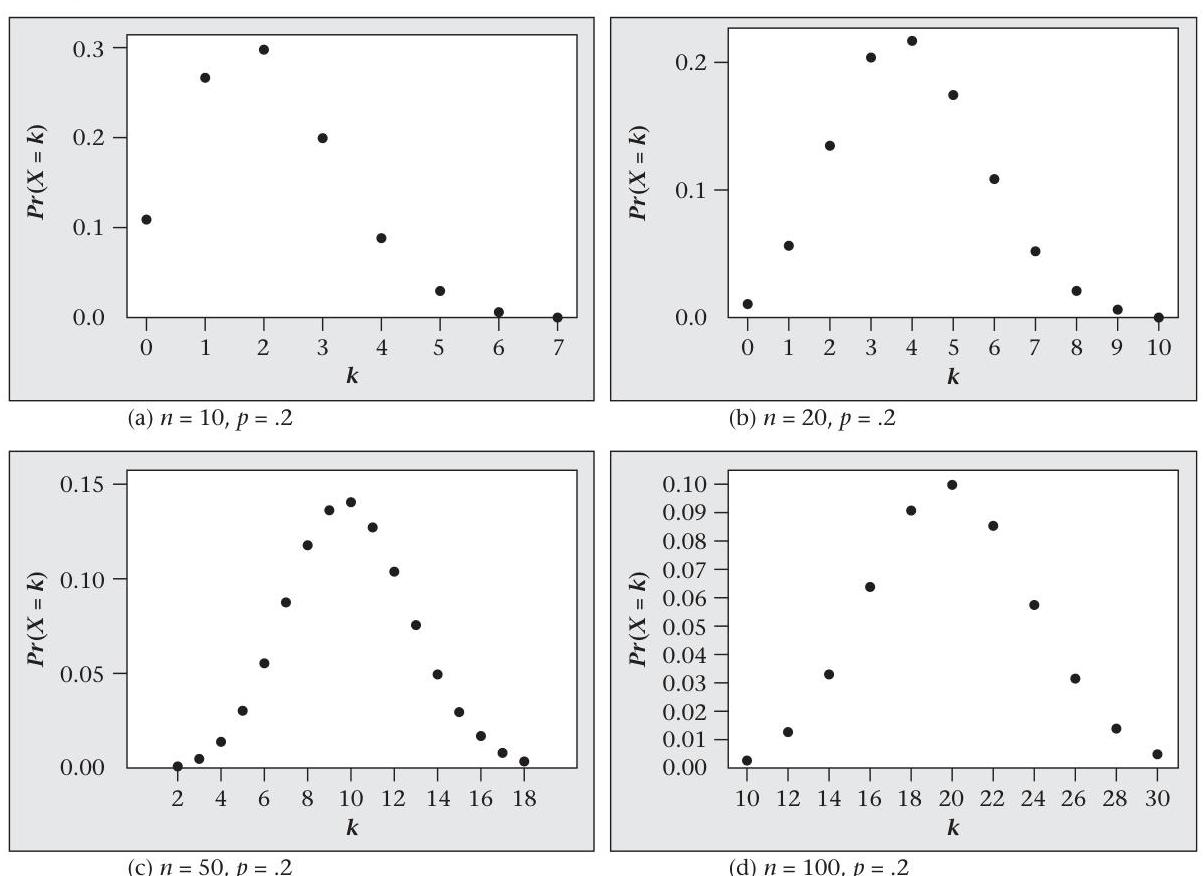 0.3
0.2
0.1
0.0
Pr(X = k)
0 1 2 3 4 5 6 7
k
(a) n = 10, p = .2
0.2
0.1
0.0
Pr(X = k)
0 1 2 3 4 5 6 7 8 9 10
k
(b) n = 20, p = .2
0.15
0.10
0.05
0.00
Pr(X = k)
2 4 6 8 10 12 14 16 18
k
(c) n = 50, p = .2
0.10
0.09
0.08
0.07
0.06
0.05
0.04
0.03
0.02
0.01
0.00
Pr(X = k)
10 12 14 16 18 20 22 24 26 28 30
k
(d) n = 100, p = .2